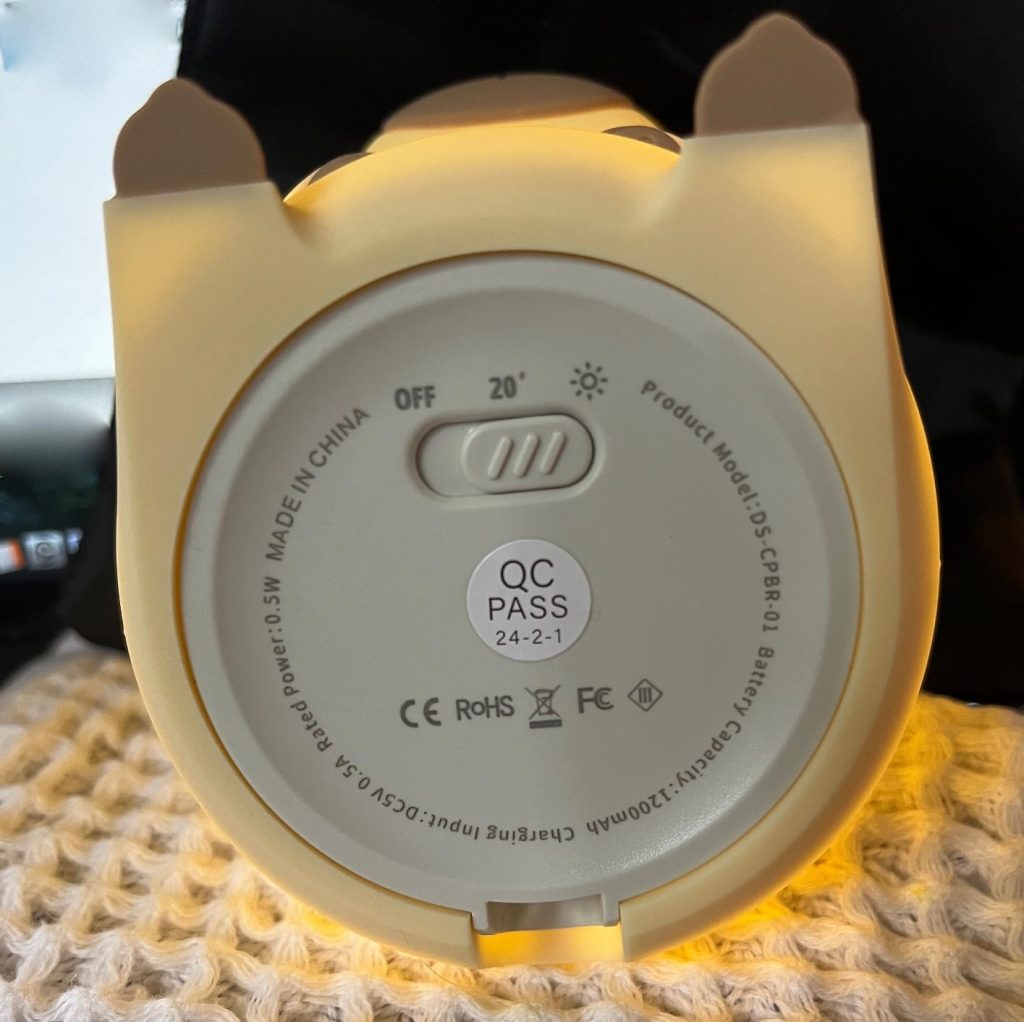 OFF 20'
Product Model:DS-CPBR-01 Battery Capacity:1200mAh Charging Input:DC5V 0.5A Rated Power:0.5W MADE IN CHINA
QC
PASS
24-2-1
CE RoHS FC III